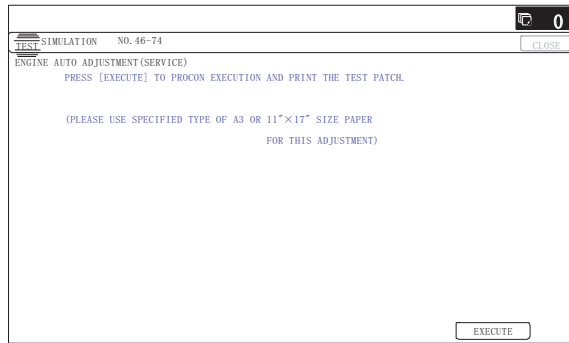 0
TEST SIMULATION NO.46-74
CLOSE
ENGINE AUTO ADJUSTMENT(SERVICE)
PRESS [EXECUTE] TO PROCON EXECUTION AND PRINT THE TEST PATCH.
(PLEASE USE SPECIFIED TYPE OF A3 OR 11"×17" SIZE PAPER
FOR THIS ADJUSTMENT)
EXECUTE